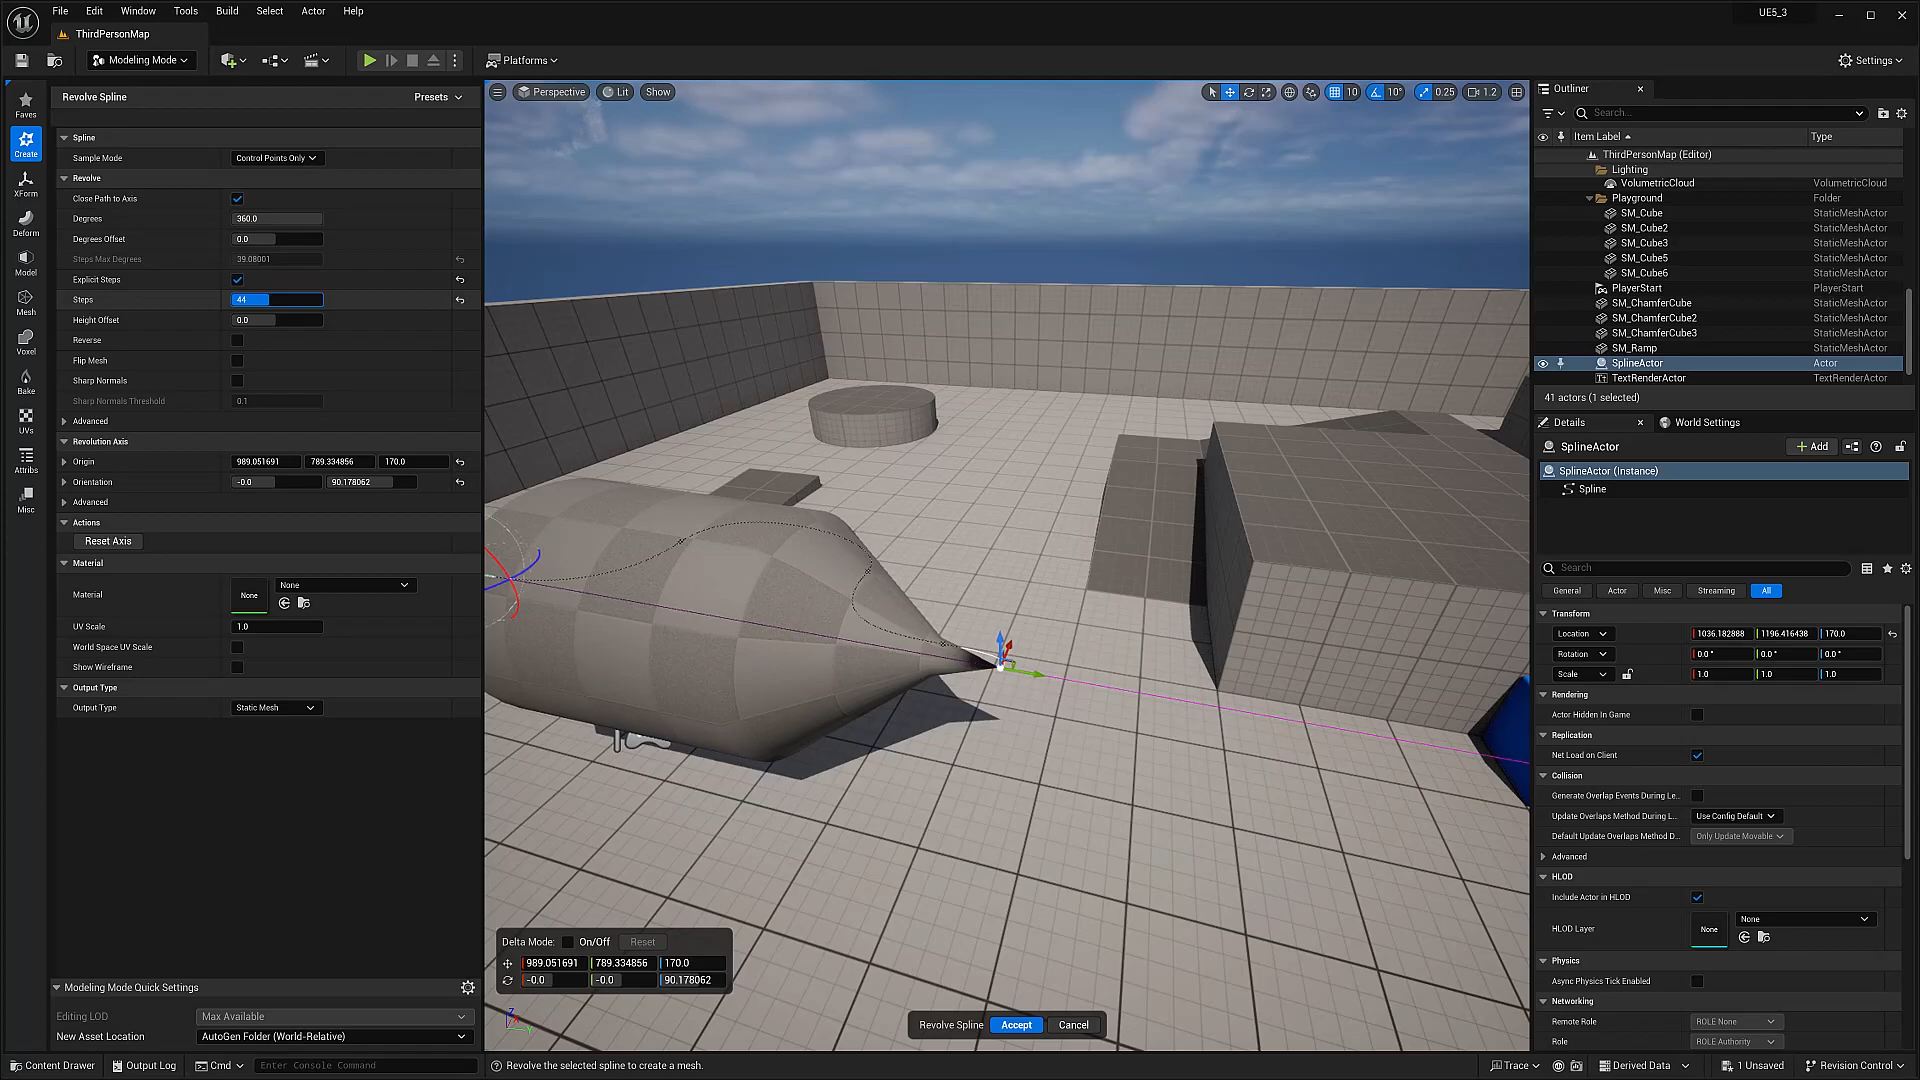 File Edit Window Tools Build Select Actor Help
UE5_3
ThirdPersonMap
Modeling Mode
Platforms
Settings
Faves
Create
XForm
Deform
Model
Mesh
Voxel
Bake
UVs
Attribs
Misc
Revolve Spline Presets
Spline
Sample Mode Control Points Only
Revolve
Close Path to Axis
Degrees 360.0
Degrees Offset 0.0
Steps Max Degrees 39.08001
Explicit Steps
Steps 44
Height Offset 0.0
Reverse
Flip Mesh
Sharp Normals
Sharp Normals Threshold 0.1
Advanced
Revolution Axis
Origin 989.051691 789.334856 170.0
Orientation -0.0 90.178062
Advanced
Actions
Reset Axis
Material
Material None None
UV Scale 1.0
World Space UV Scale
Show Wireframe
Output Type
Output Type Static Mesh
Modeling Mode Quick Settings
Editing LOD Max Available
New Asset Location AutoGen Folder (World-Relative)
Perspective Lit Show
10 10° 0.25 1.2
Delta Mode: On/Off Reset
989.051691 789.334856 170.0
-0.0 -0.0 90.178062
Z
Y
Revolve Spline Accept Cancel
Outliner
Search...
Item Label Type
ThirdPersonMap (Editor)
Lighting
VolumetricCloud VolumetricCloud
Playground Folder
SM_Cube StaticMeshActor
SM_Cube2 StaticMeshActor
SM_Cube3 StaticMeshActor
SM_Cube5 StaticMeshActor
SM_Cube6 StaticMeshActor
PlayerStart PlayerStart
SM_ChamferCube StaticMeshActor
SM_ChamferCube2 StaticMeshActor
SM_ChamferCube3 StaticMeshActor
SM_Ramp StaticMeshActor
SplineActor Actor
TextRenderActor TextRenderActor
41 actors (1 selected)
Details World Settings
SplineActor Add
SplineActor (Instance)
Spline
Search
General Actor Misc Streaming All
Transform
Location 1036.182888 1196.416438 170.0
Rotation 0.0° 0.0° 0.0°
Scale 1.0 1.0 1.0
Rendering
Actor Hidden In Game
Replication
Net Load on Client
Collision
Generate Overlap Events During Le...
Update Overlaps Method During L... Use Config Default
Default Update Overlaps Method D... Only Update Movable
Advanced
HLOD
Include Actor in HLOD
HLOD Layer None None
Physics
Async Physics Tick Enabled
Networking
Remote Role ROLE None
Role ROLE Authority
Content Drawer Output Log Cmd Enter Console Command Revolve the selected spline to create a mesh. Trace Derived Data 1 Unsaved Revision Control